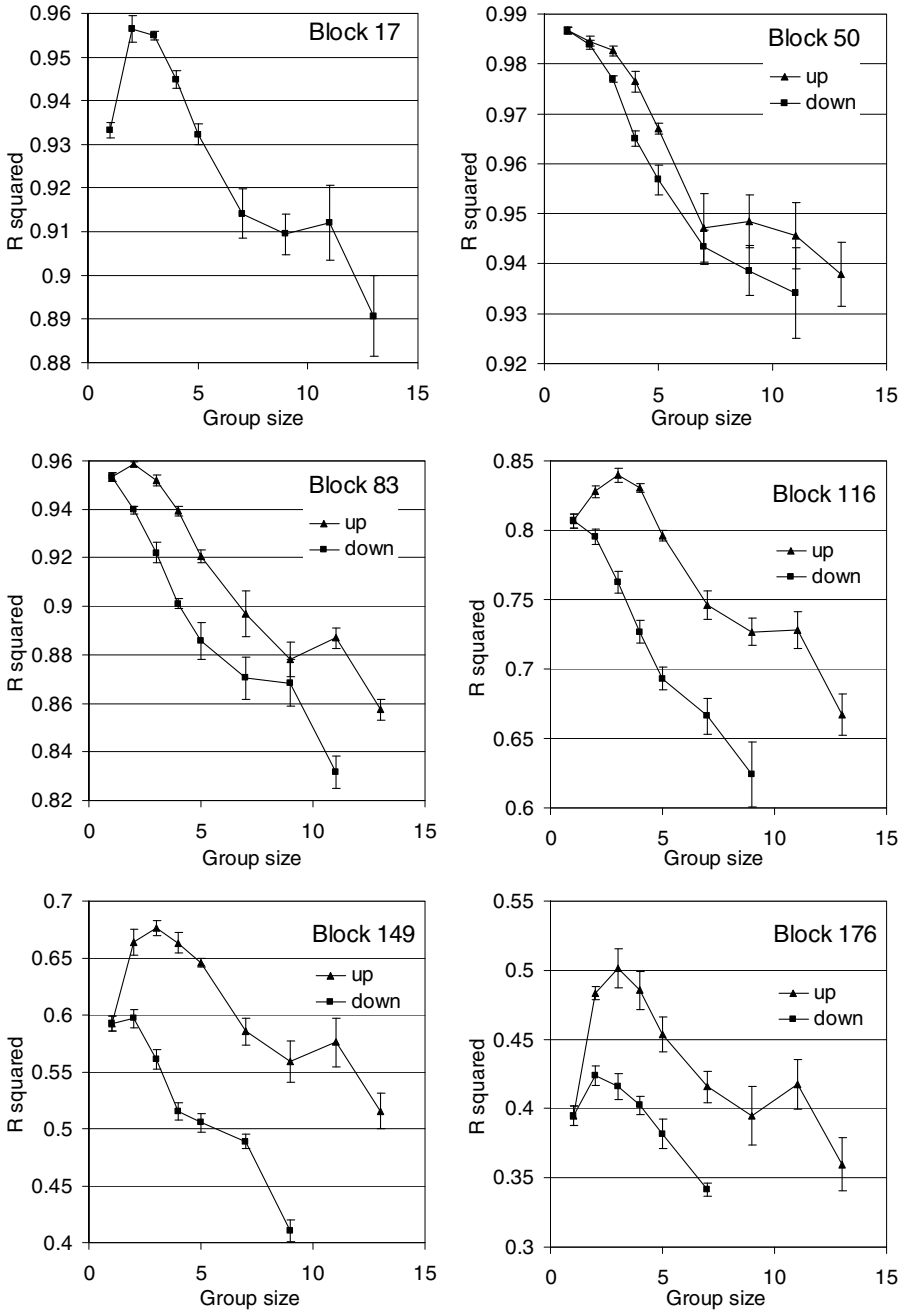 Block 17
R squared
0.96
0.95
0.94
0.93
0.92
0.91
0.9
0.89
0.88
0 5 10 15
Group size
Block 50
up
down
R squared
0.99
0.98
0.97
0.96
0.95
0.94
0.93
0.92
0 5 10 15
Group size
Block 83
up
down
R squared
0.96
0.94
0.92
0.9
0.88
0.86
0.84
0.82
0 5 10 15
Group size
Block 116
up
down
R squared
0.85
0.8
0.75
0.7
0.65
0.6
0 5 10 15
Group size
Block 149
up
down
R squared
0.7
0.65
0.6
0.55
0.5
0.45
0.4
0 5 10 15
Group size
Block 176
up
down
R squared
0.55
0.5
0.45
0.4
0.35
0.3
0 5 10 15
Group size